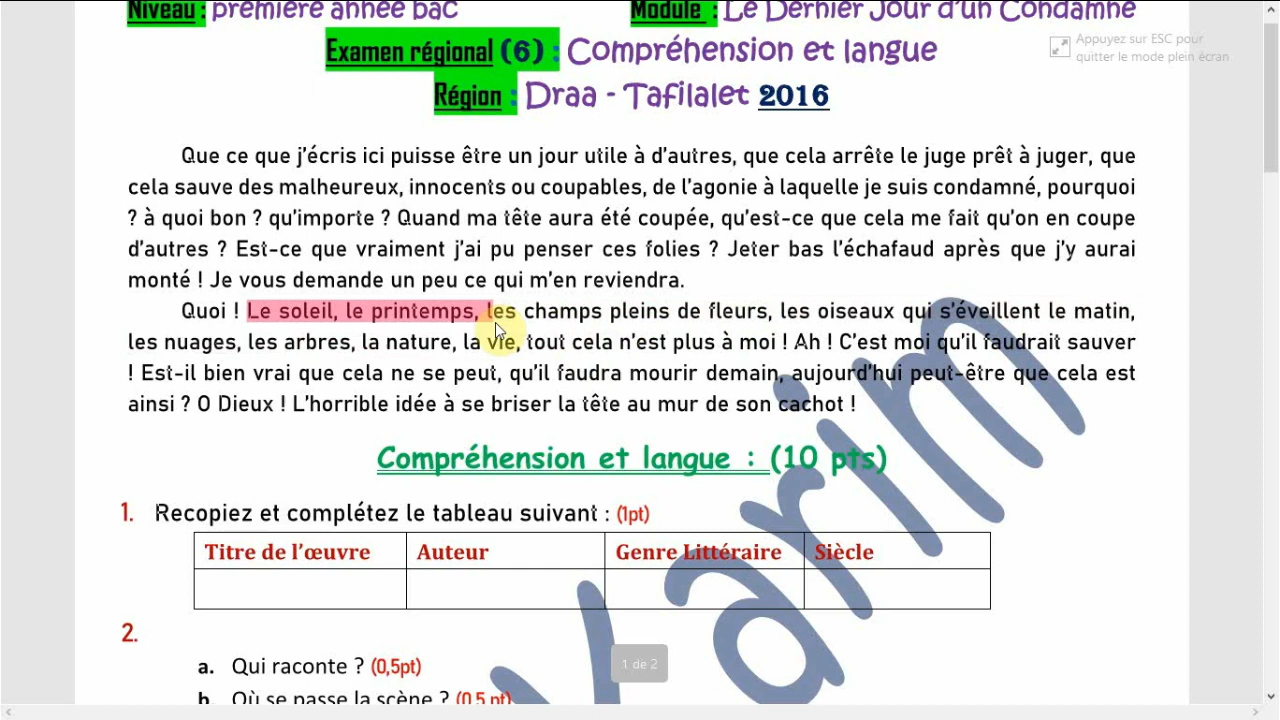 Niveau : première année bac Module : Le Dernier Jour d'un Condamné
Examen régional (6) : Compréhension et langue
Appuyez sur ESC pour
quitter le mode plein écran
Région : Draa - Tafilalet 2016
Que ce que j'écris ici puisse être un jour utile à d'autres, que cela arrête le juge prêt à juger, que
cela sauve des malheureux, innocents ou coupables, de l'agonie à laquelle je suis condamné, pourquoi
? à quoi bon ? qu'importe ? Quand ma tête aura été coupée, qu'est-ce que cela me fait qu'on en coupe
d'autres ? Est-ce que vraiment j'ai pu penser ces folies ? Jeter bas l'échafaud après que j'y aurai
monté ! Je vous demande un peu ce qui m'en reviendra.
Quoi ! Le soleil, le printemps, les champs pleins de fleurs, les oiseaux qui s'éveillent le matin,
les nuages, les arbres, la nature, la vie, tout cela n'est plus à moi ! Ah ! C'est moi qu'il faudrait sauver
! Est-il bien vrai que cela ne se peut, qu'il faudra mourir demain, aujourd'hui peut-être que cela est
ainsi ? O Dieux ! L'horrible idée à se briser la tête au mur de son cachot !
Compréhension et langue : (10 pts)
1. Recopiez et complétez le tableau suivant : (1pt)
Titre de l'œuvre Auteur Genre Littéraire Siècle
2.
a. Qui raconte ? (0,5pt)
b. Où se passe la scène ? (0,5 pt)
1 de 2
Karim